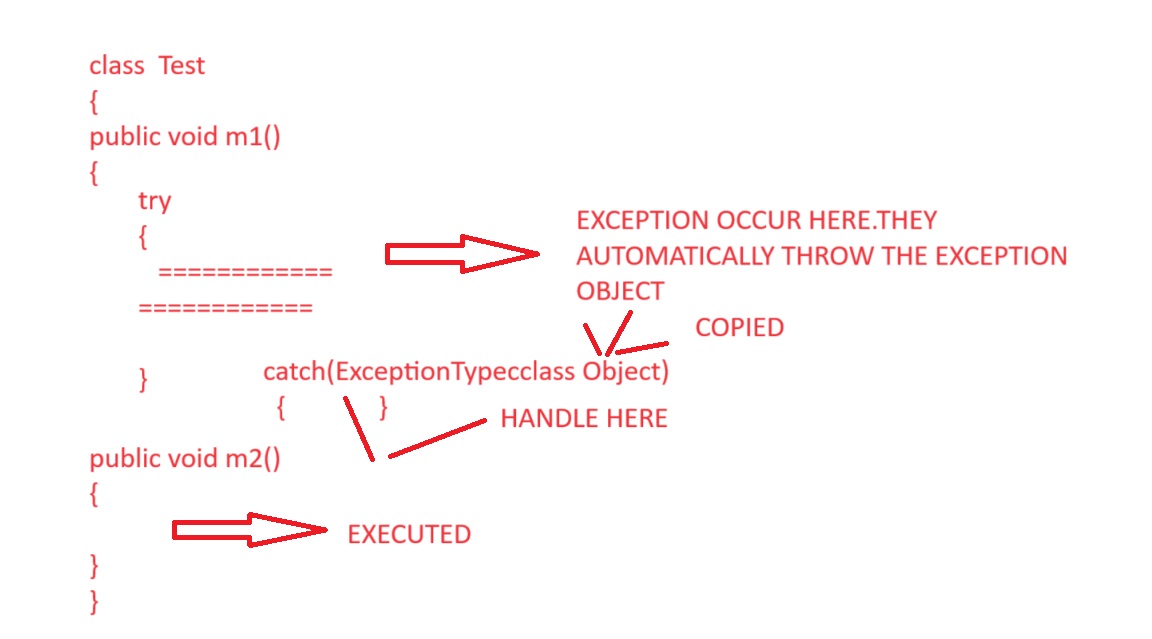 class  Test
{
public void m1()
{
try
{
============
============
EXCEPTION OCCUR HERE.THEY
AUTOMATICALLY THROW THE EXCEPTION
OBJECT
COPIED
}
catch(ExceptionTypecclass Object)
{ }
HANDLE HERE
public void m2()
{
EXECUTED
}
}